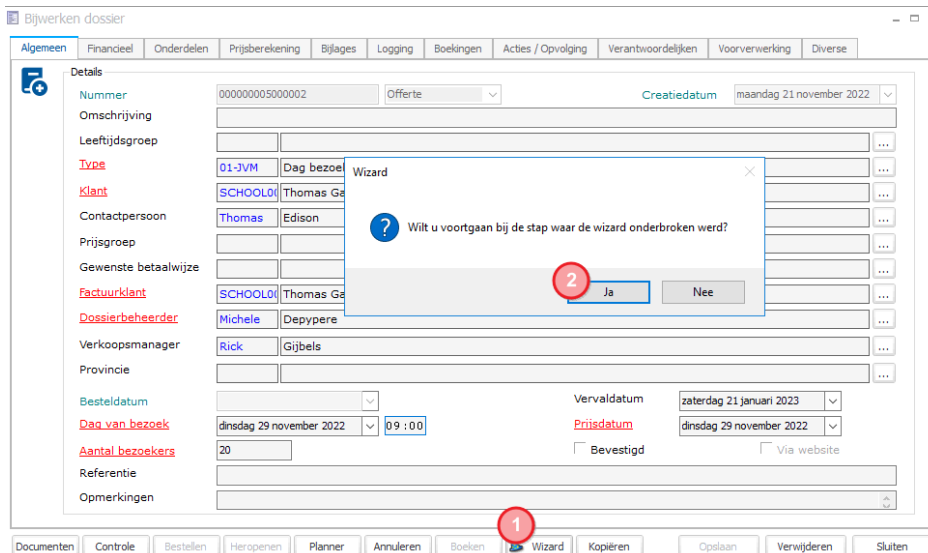 Bijwerken dossier
Algemeen Financieel Onderdelen Prijsberekening Bijlages Logging Boekingen Acties / Opvolging Verantwoordelijken Voorverwerking Diverse
Details
Nummer 000000005000002 Offerte Creatiedatum maandag 21 november 2022
Omschrijving
Leeftijdsgroep ...
Type 01-JVM Dag bezoe ...
Klant SCHOOL0 Thomas Ga ...
Contactpersoon Thomas Edison ...
Prijsgroep ...
Gewenste betaalwijze ...
Factuurklant SCHOOL0 Thomas Ga ...
Dossierbeheerder Michele Depypere ...
Verkoopsmanager Rick Gijbels ...
Provincie ...
Wizard
? Wilt u voortgaan bij de stap waar de wizard onderbroken werd?
2
Ja Nee
Besteldatum Vervaldatum zaterdag 21 januari 2023
Dag van bezoek dinsdag 29 november 2022 09:00 Prijsdatum dinsdag 29 november 2022
Aantal bezoekers 20 Bevestigd Via website
Referentie
Opmerkingen
1
Documenten Controle Bestellen Heropenen Planner Annuleren Boeken Wizard Kopiëren Opslaan Verwijderen Sluiten